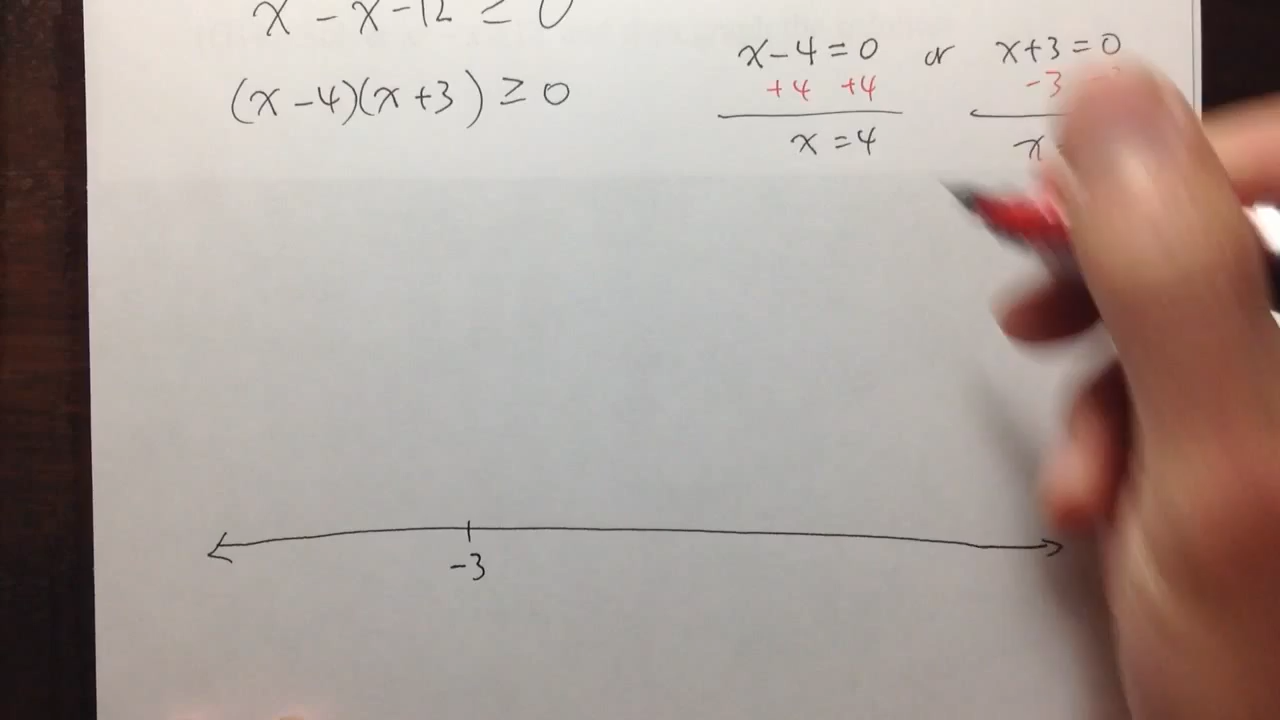 x - x - 12 ≥ 0
(x - 4)(x + 3) ≥ 0
x - 4 = 0 or x + 3 = 0
+4 +4 -3
x = 4 x
-3